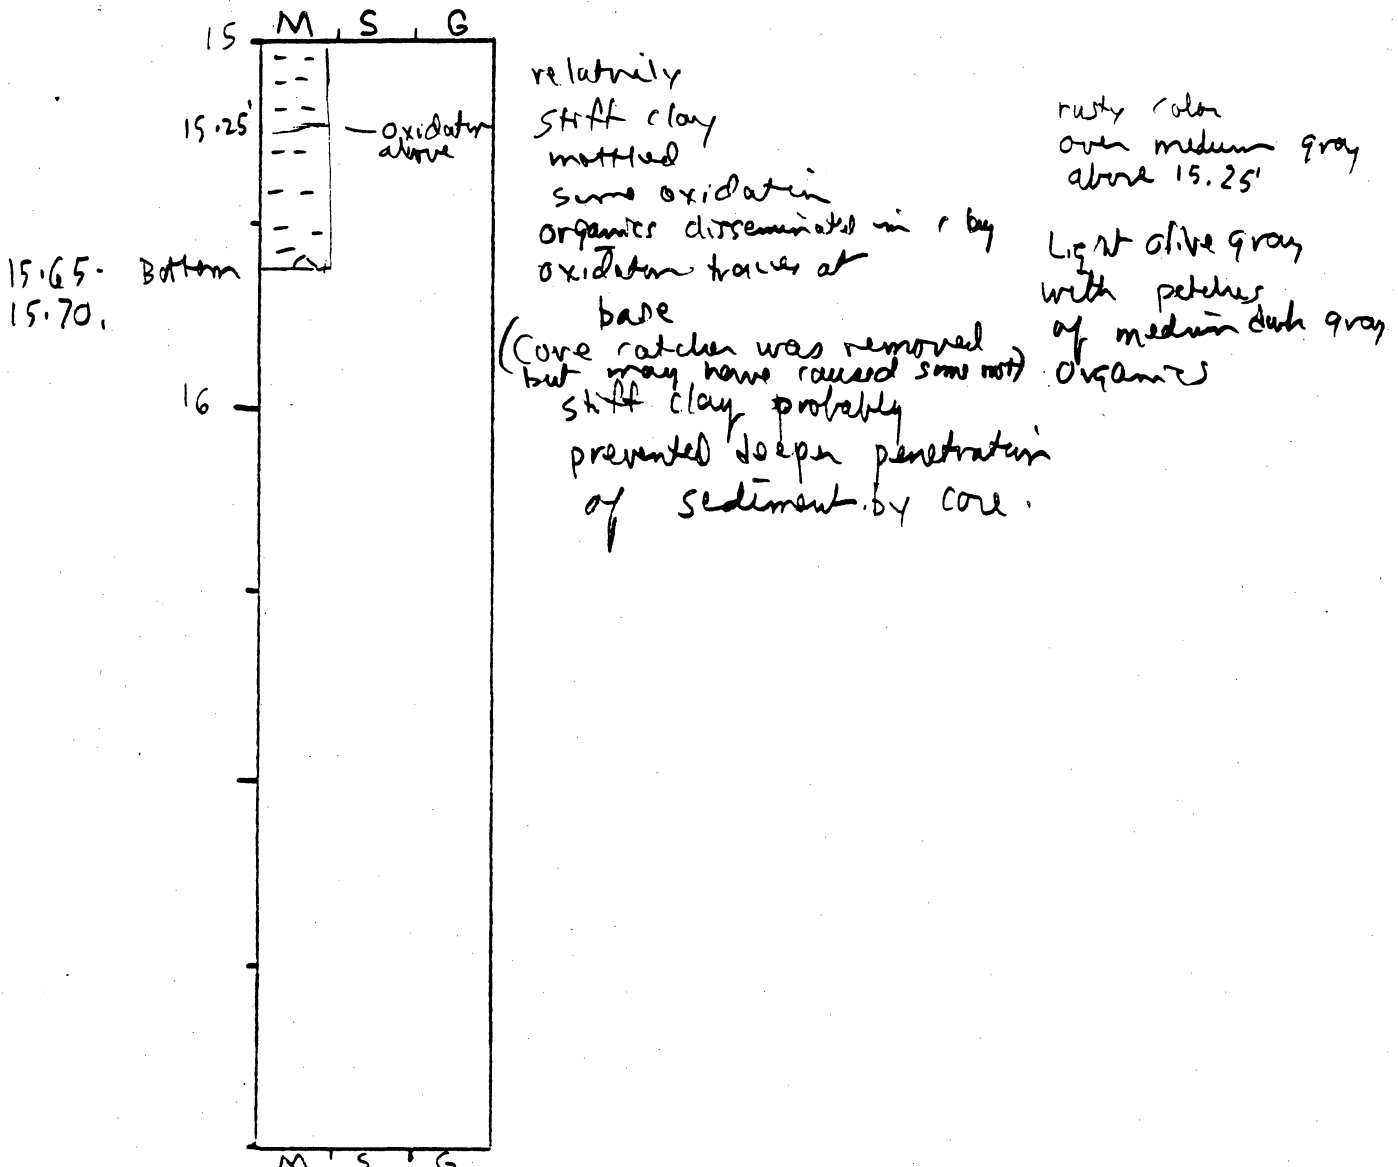 M S G
15
15.25'
— oxidation
above
15.65- Bottom
15.70.
16
relatively
stiff clay
mottled
some oxidation
organics disseminated in clay
oxidation traces at
base
(Core catcher was removed
but may have caused some mot)
stiff clay probably
prevented deeper penetration
of sediment by core.
rusty color
over medium gray
above 15.25'
Light olive gray
with patches
of medium dark gray
organics
M S G